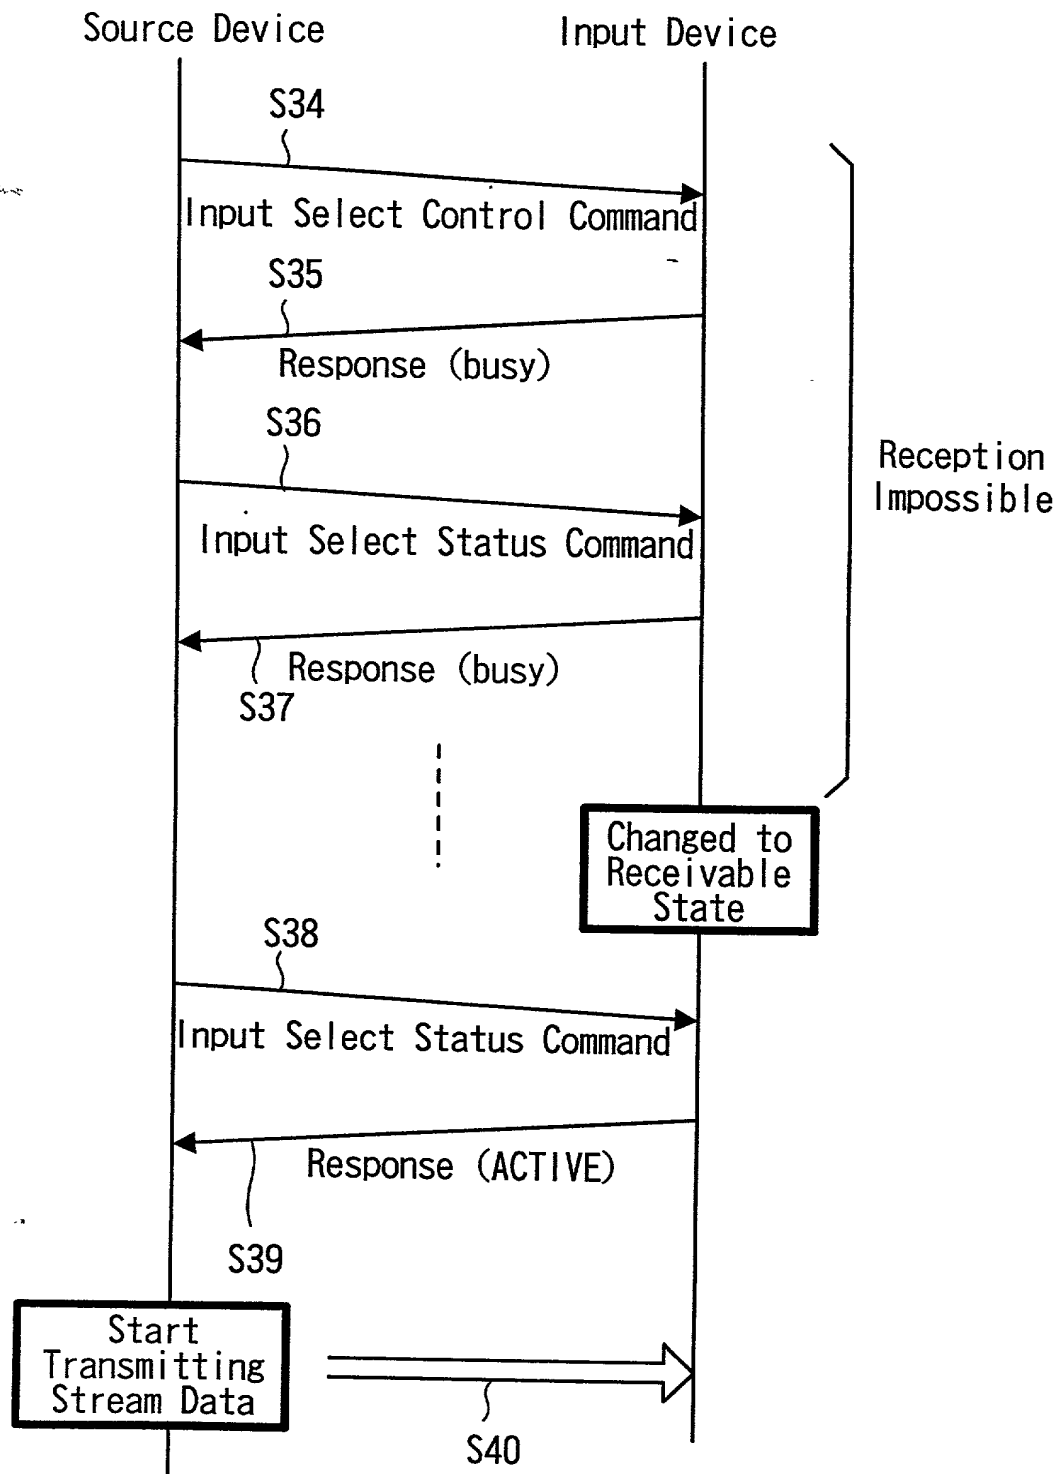 Source Device
Input Device
S34
Input Select Control Command
S35
Response (busy)
S36
Reception
Impossible
Input Select Status Command
Response (busy)
S37
Changed to
Receivable
State
S38
Input Select Status Command
Response (ACTIVE)
S39
Start
Transmitting
Stream Data
S40